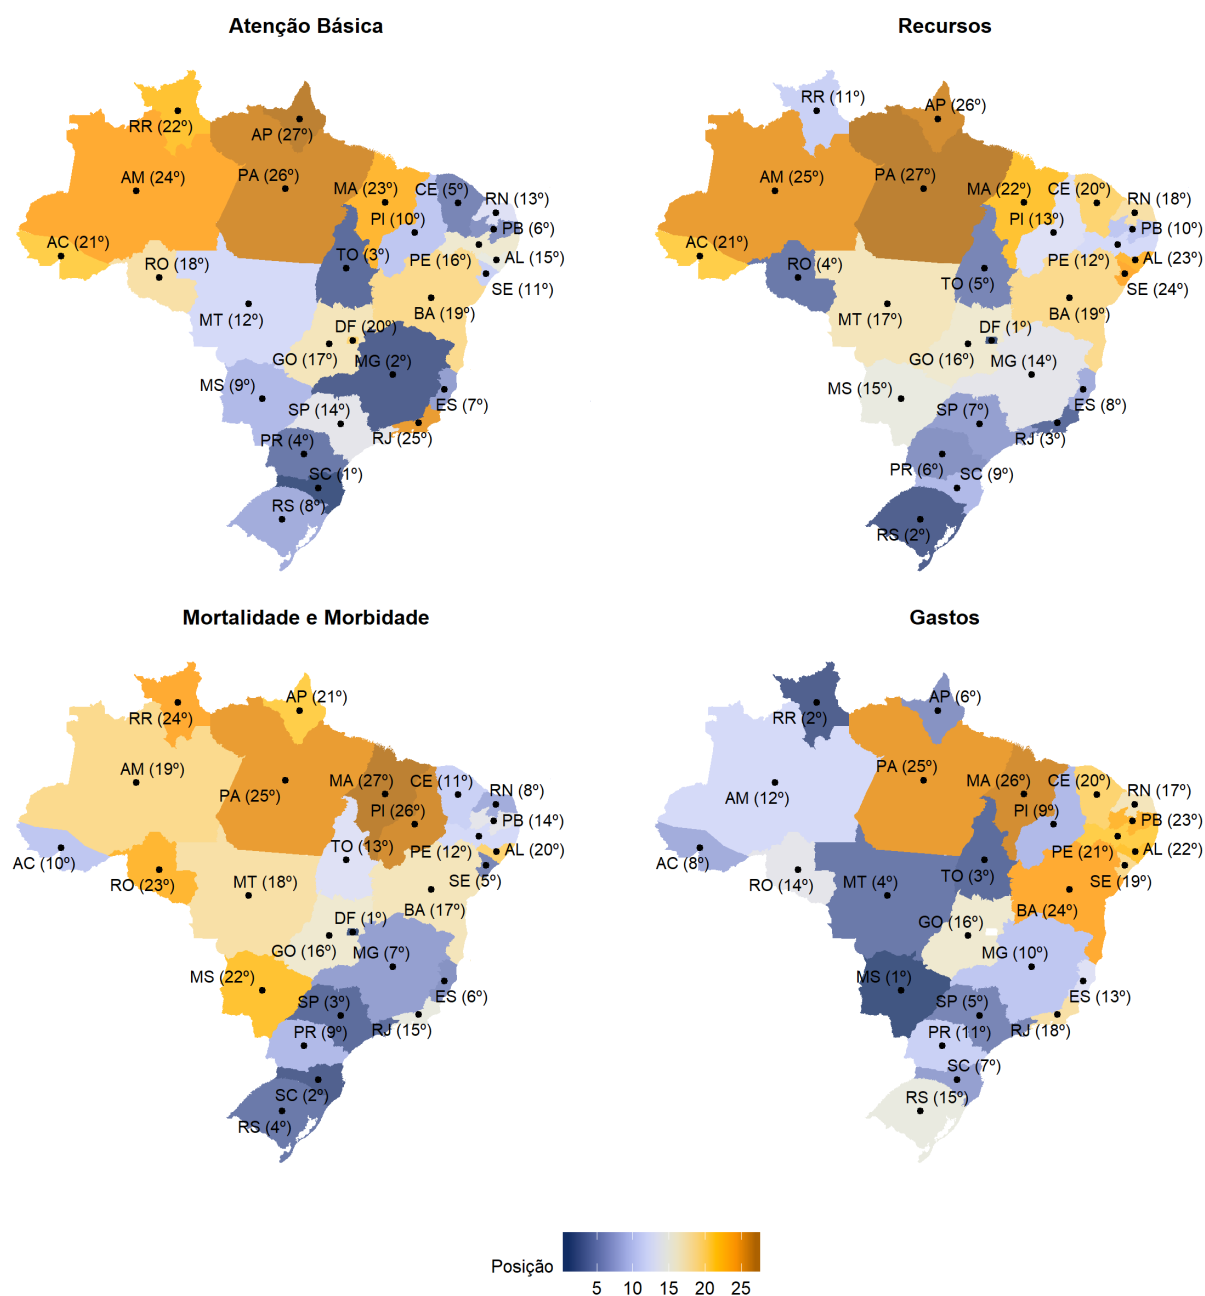 Atenção Básica
RR (22º)
AP (27º)
AM (24º)
PA (26º)
MA (23º)
CE (5º)
RN (13º)
PI (10º)
PB (6º)
AC (21º)
RO (18º)
TO (3º)
PE (16º)
AL (15º)
SE (11º)
MT (12º)
BA (19º)
DF (20º)
GO (17º)
MG (2º)
MS (9º)
ES (7º)
SP (14º)
RJ (25º)
PR (4º)
SC (1º)
RS (8º)
Recursos
RR (11º)
AP (26º)
AM (25º)
PA (27º)
MA (22º)
CE (20º)
RN (18º)
PI (13º)
PB (10º)
AC (21º)
RO (4º)
TO (5º)
PE (12º)
AL (23º)
SE (24º)
MT (17º)
BA (19º)
DF (1º)
GO (16º)
MG (14º)
MS (15º)
ES (8º)
SP (7º)
RJ (3º)
PR (6º)
SC (9º)
RS (2º)
Mortalidade e Morbidade
AP (21º)
RR (24º)
AM (19º)
PA (25º)
MA (27º)
CE (11º)
RN (8º)
PI (26º)
PB (14º)
AC (10º)
TO (13º)
PE (12º)
AL (20º)
RO (23º)
MT (18º)
SE (5º)
BA (17º)
DF (1º)
GO (16º)
MG (7º)
MS (22º)
ES (6º)
SP (3º)
PR (9º)
RJ (15º)
SC (2º)
RS (4º)
Gastos
AP (6º)
RR (2º)
PA (25º)
AM (12º)
MA (26º)
CE (20º)
RN (17º)
PI (9º)
PB (23º)
AC (8º)
PE (21º)
AL (22º)
RO (14º)
MT (4º)
TO (3º)
SE (19º)
BA (24º)
GO (16º)
MG (10º)
MS (1º)
ES (13º)
SP (5º)
PR (11º)
RJ (18º)
SC (7º)
RS (15º)
Posição
5 10 15 20 25